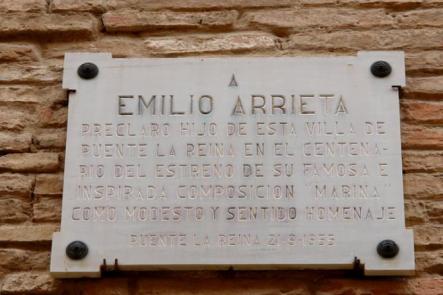 A
EMILIO ARRIETA
PRECLARO HIJO DE ESTA VILLA DE
PUENTE LA REINA EN EL CENTENA-
RIO DEL ESTRENO DE SU FAMOSA E
INSPIRADA COMPOSICION "MARINA"
COMO MODESTO Y SENTIDO HOMENAJE
PUENTE LA REINA 21-9-1955